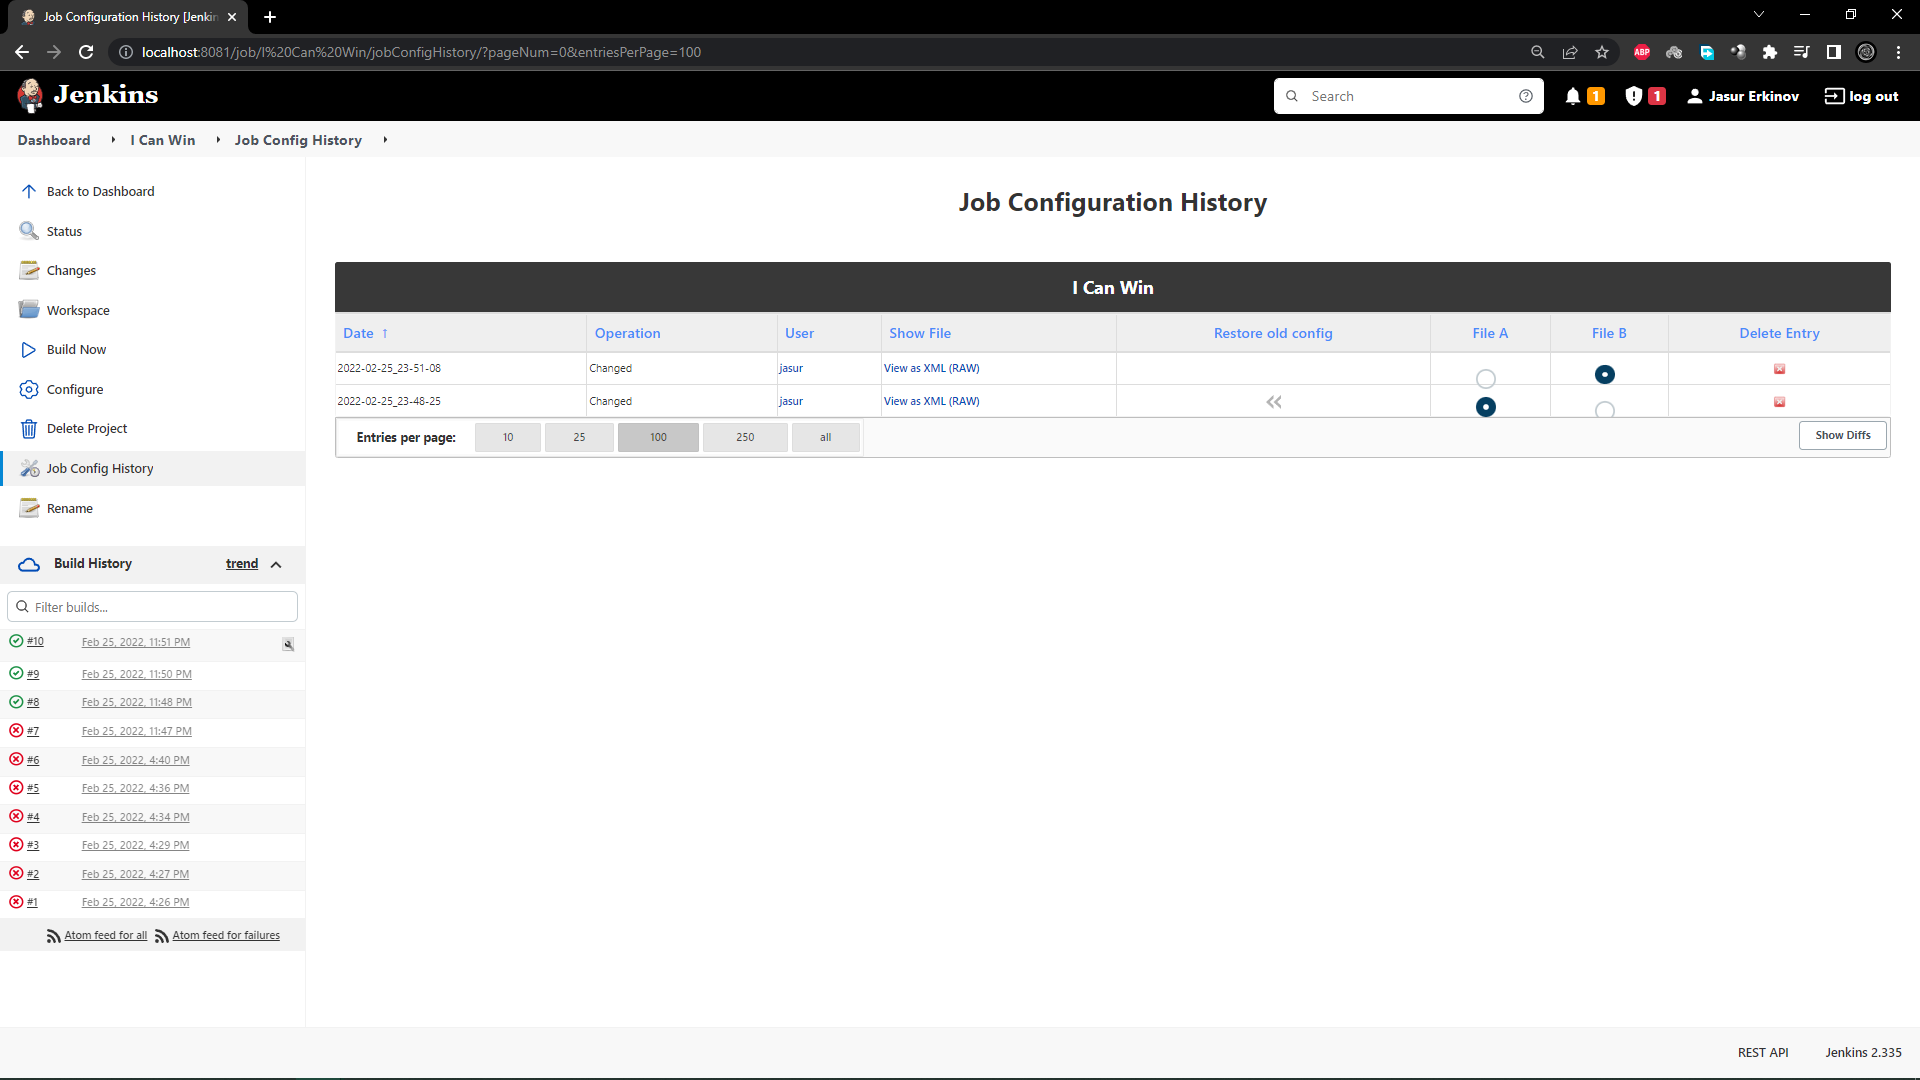 Job Configuration History [Jenkin
localhost:8081/job/I%20Can%20Win/jobConfigHistory/?pageNum=0&entriesPerPage=100
ABP
Jenkins
Search
1
1
Jasur Erkinov
log out
Dashboard
I Can Win
Job Config History
Back to Dashboard
Status
Changes
Workspace
Build Now
Configure
Delete Project
Job Config History
Rename
Build History
trend
Filter builds...
#10 Feb 25, 2022, 11:51 PM
#9 Feb 25, 2022, 11:50 PM
#8 Feb 25, 2022, 11:48 PM
#7 Feb 25, 2022, 11:47 PM
#6 Feb 25, 2022, 4:40 PM
#5 Feb 25, 2022, 4:36 PM
#4 Feb 25, 2022, 4:34 PM
#3 Feb 25, 2022, 4:29 PM
#2 Feb 25, 2022, 4:27 PM
#1 Feb 25, 2022, 4:26 PM
Atom feed for all Atom feed for failures
Job Configuration History
I Can Win
Date ↑ Operation User Show File Restore old config File A File B Delete Entry
2022-02-25_23-51-08 Changed jasur View as XML (RAW)
2022-02-25_23-48-25 Changed jasur View as XML (RAW)
Entries per page: 10 25 100 250 all
Show Diffs
REST API Jenkins 2.335